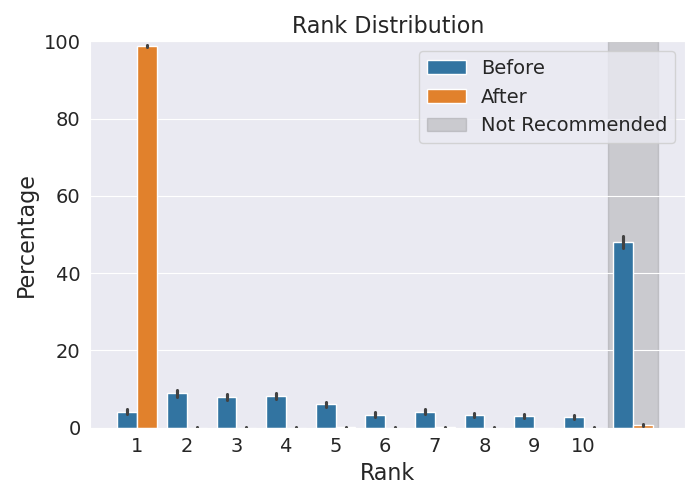 Rank Distribution
100
80
60
40
20
0
Percentage
Before
After
Not Recommended
1 2 3 4 5 6 7 8 9 10
Rank